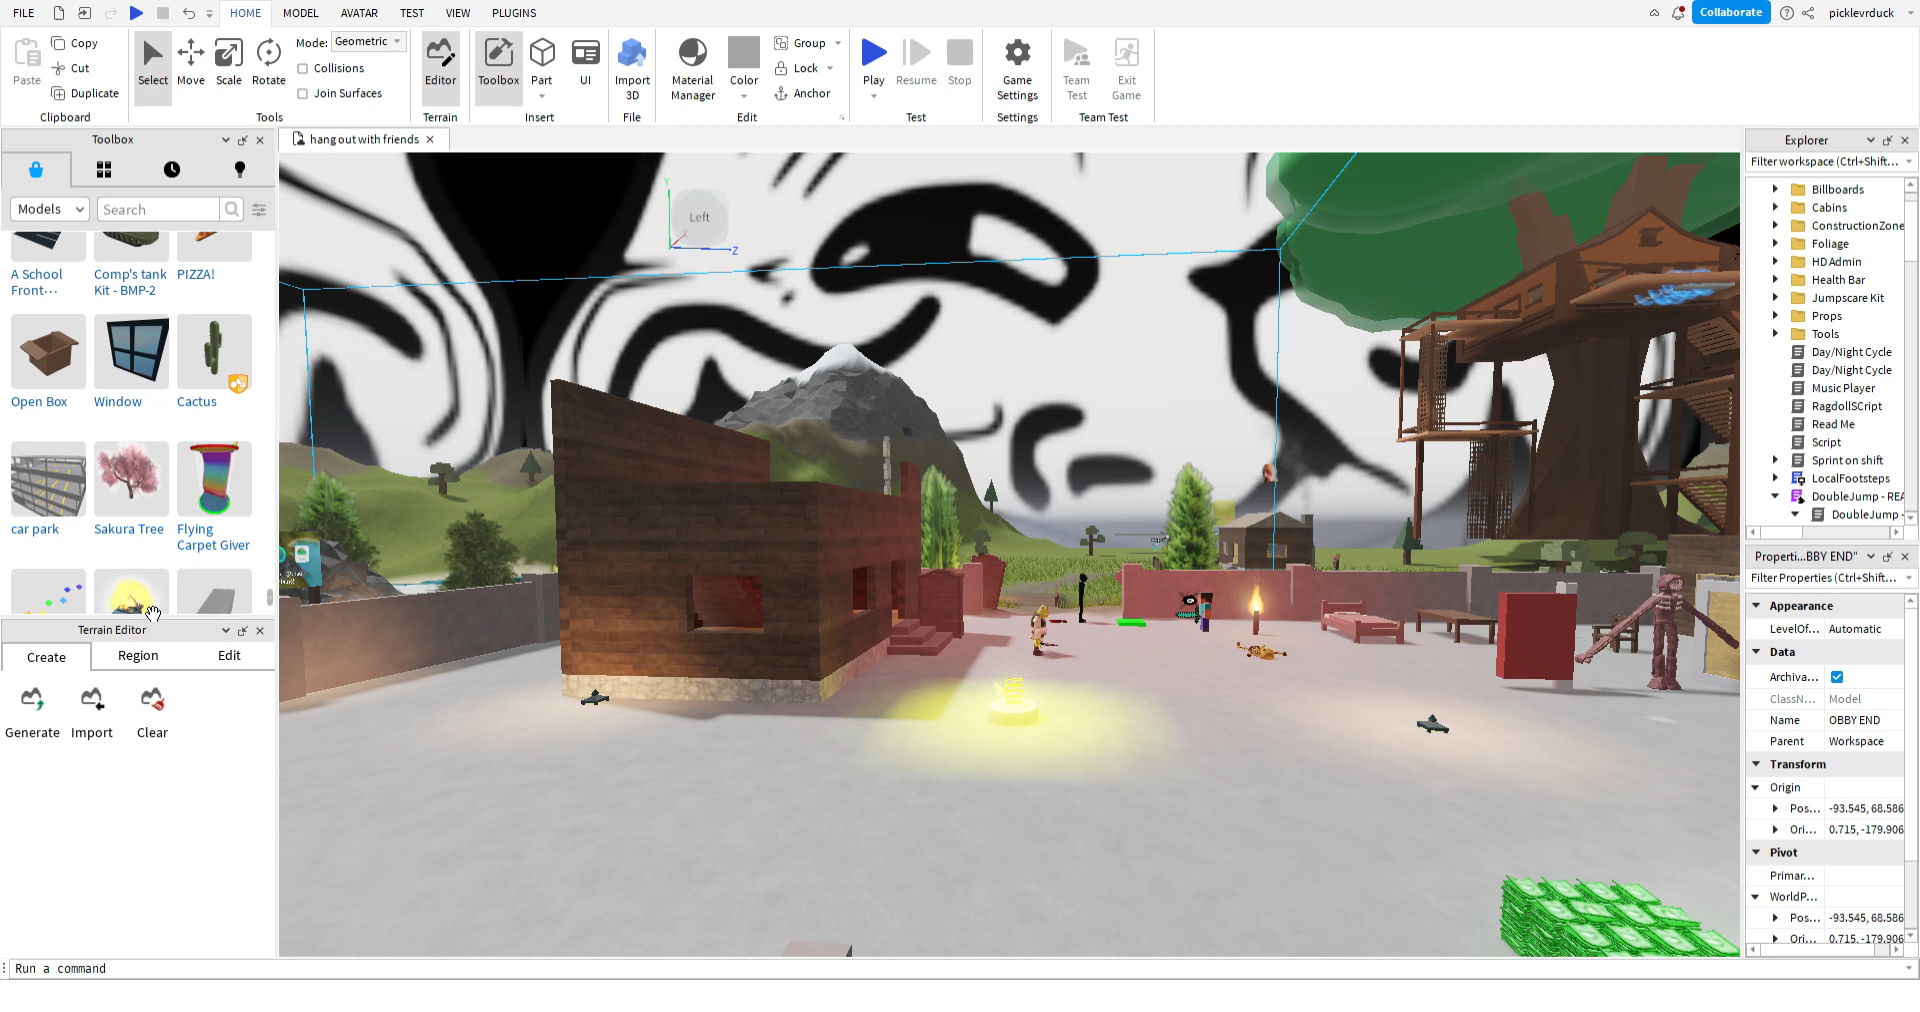 FILE HOME MODEL AVATAR TEST VIEW PLUGINS Collaborate picklevrduck
Paste Copy Cut Duplicate
Clipboard
Select Move Scale Rotate
Mode: Geometric
Collisions
Join Surfaces
Tools
Editor
Terrain
Toolbox Part UI
Insert
Import
3D
File
Material
Manager
Color
Group
Lock
Anchor
Edit
Play Resume Stop
Test
Game
Settings
Settings
Team
Test
Exit
Game
Team Test
Toolbox
Models Search
A School
Front...
Comp's tank
Kit - BMP-2
PIZZA!
Open Box Window Cactus
car park Sakura Tree Flying
Carpet Giver
Terrain Editor
Create Region Edit
Generate Import Clear
hang out with friends
Left
Y
Z
Explorer
Filter workspace (Ctrl+Shift...
Billboards
Cabins
ConstructionZone
Foliage
HD Admin
Health Bar
Jumpscare Kit
Props
Tools
Day/Night Cycle
Day/Night Cycle
Music Player
RagdollSCript
Read Me
Script
Sprint on shift
LocalFootsteps
DoubleJump - REA
DoubleJump -
Properti...BBY END"
Filter Properties (Ctrl+Shift...
Appearance
LevelOf... Automatic
Data
Archiva...
ClassN... Model
Name OBBY END
Parent Workspace
Transform
Origin
Pos... -93.545, 68.586
Ori... 0.715, -179.906
Pivot
Primar...
WorldP...
Pos... -93.545, 68.586
Ori... 0.715, -179.906
Run a command